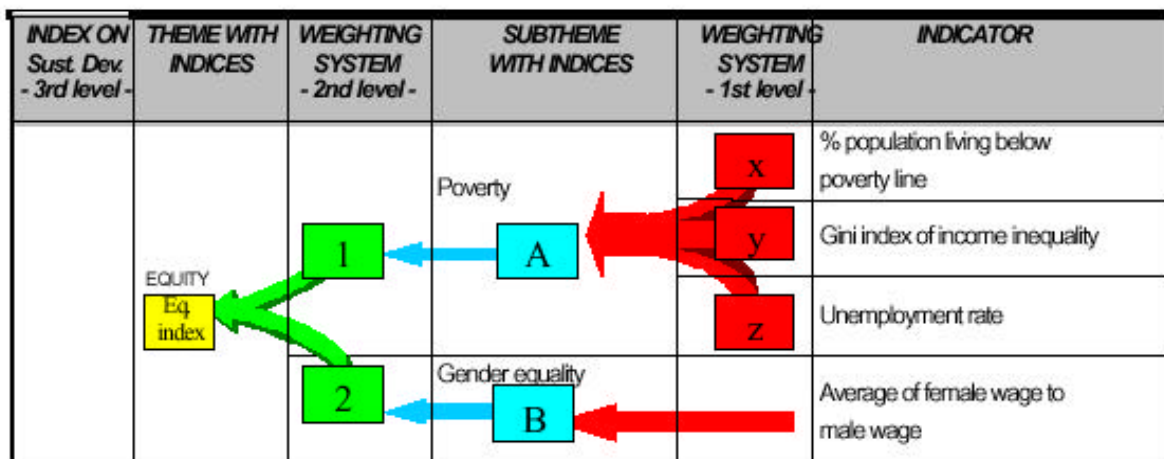 INDEX ON
Sust. Dev.
- 3rd level -
THEME WITH
INDICES
WEIGHTING
SYSTEM
- 2nd level -
SUBTHEME
WITH INDICES
WEIGHTING
SYSTEM
- 1st level -
INDICATOR
EQUITY
Eq.
index
1
2
Poverty
A
Gender equality
B
x
y
z
% population living below
poverty line
Gini index of income inequality
Unemployment rate
Average of female wage to
male wage